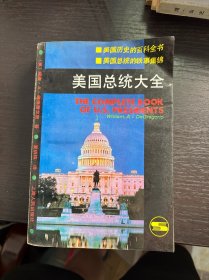 ■美国历史的百科全书
■美国总统的轶事集锦
美国总统大全
THE COMPLETE BOOK
OF U.S. PRESIDENTS
William A · DeGregorio